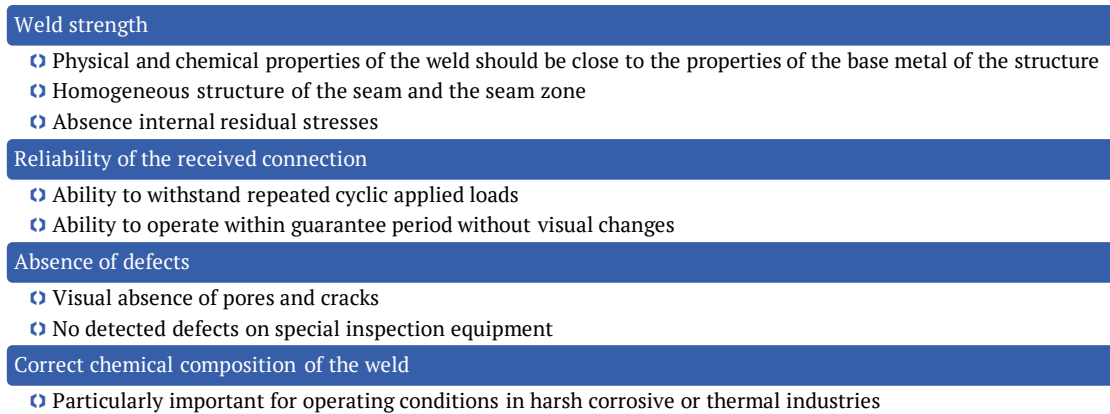 Weld strength
Physical and chemical properties of the weld should be close to the properties of the base metal of the structure
Homogeneous structure of the seam and the seam zone
Absence internal residual stresses
Reliability of the received connection
Ability to withstand repeated cyclic applied loads
Ability to operate within guarantee period without visual changes
Absence of defects
Visual absence of pores and cracks
No detected defects on special inspection equipment
Correct chemical composition of the weld
Particularly important for operating conditions in harsh corrosive or thermal industries